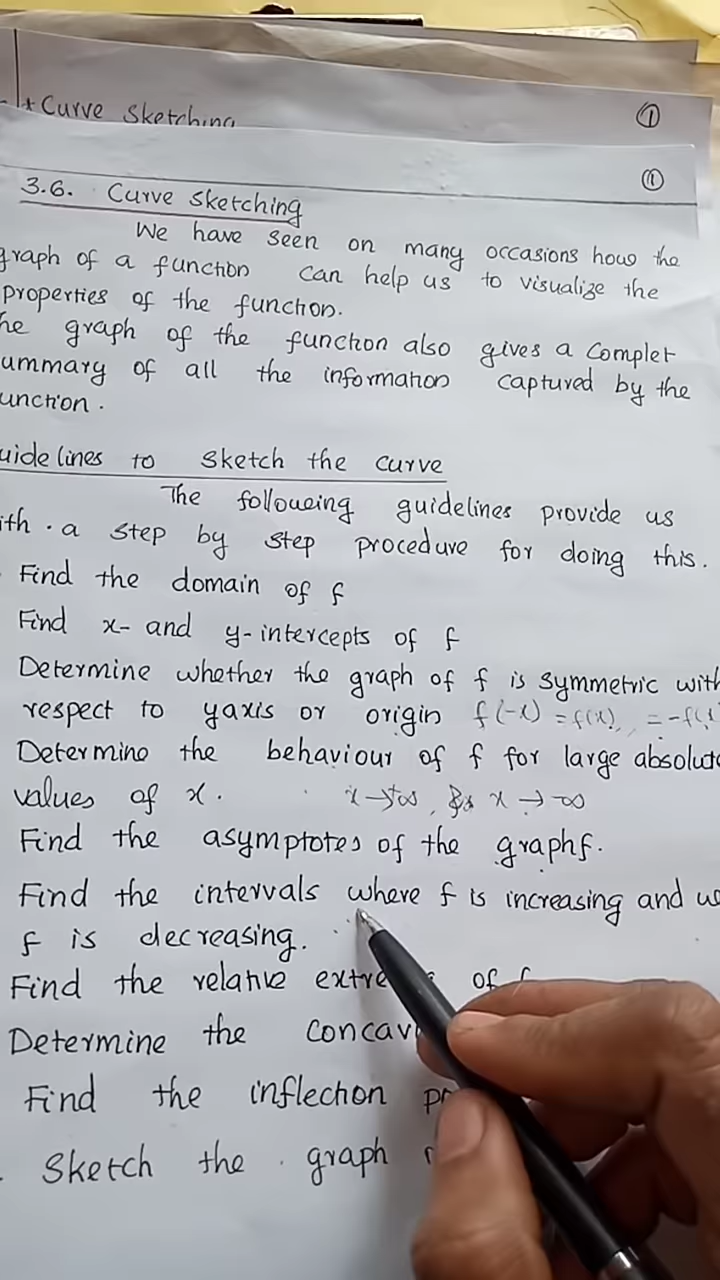 * Curve Sketching
①
①
3.6. Curve sketching
We have seen on many occasions how the
graph of a function can help us to visualize the
properties of the function.
he graph of the function also gives a Complet
ummary of all the information captured by the
unction.
uidelines to sketch the curve
The following guidelines provide us
ith a step by step procedure for doing this.
Find the domain of f
Find x- and y-intercepts of f
Determine whether the graph of f is symmetric with
respect to yaxis or origin f(-x) = f(x), = -f(x
Determine the behaviour of f for large absolute
values of x. x→+∞, & x→-∞
Find the asymptotes of the graph f.
Find the intervals where f is increasing and w
f is decreasing.
Find the relative extre of f
Determine the Concav
Find the inflection p
Sketch the graph